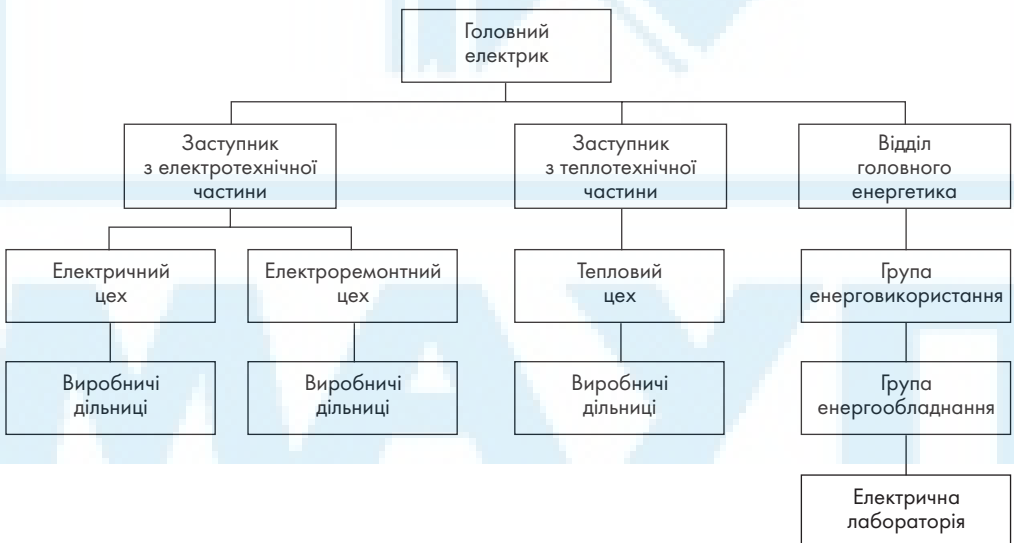 Головний
електрик
Заступник
з електротехнічної
частини
Заступник
з теплотехнічної
частини
Відділ
головного
енергетика
Електричний
цех
Електроремонтний
цех
Тепловий
цех
Група
енерговикористання
Виробничі
дільниці
Виробничі
дільниці
Виробничі
дільниці
Група
енергообладнання
Електрична
лабораторія
МАУП